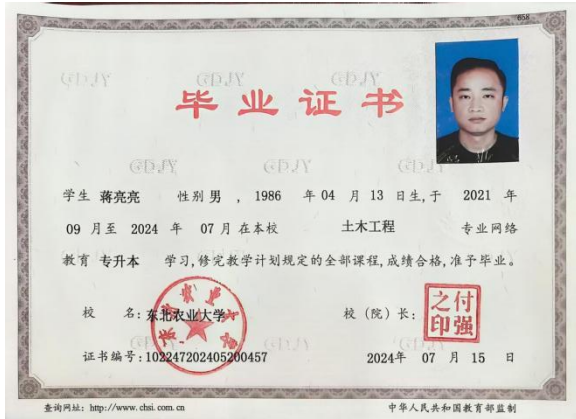 658
毕业证书
学生 蒋亮亮 性别 男 , 1986 年 04 月 13 日生,于 2021 年
09 月至 2024 年 07 月在本校 土木工程 专业网络
教育 专升本 学习,修完教学计划规定的全部课程,成绩合格,准予毕业。
校 名: 东北农业大学 校(院)长: 付强之印
东北农业大学
证书编号: 102247202405200457 2024年 07 月 15 日
查询网址: http://www.chsi.com.cn 中华人民共和国教育部监制